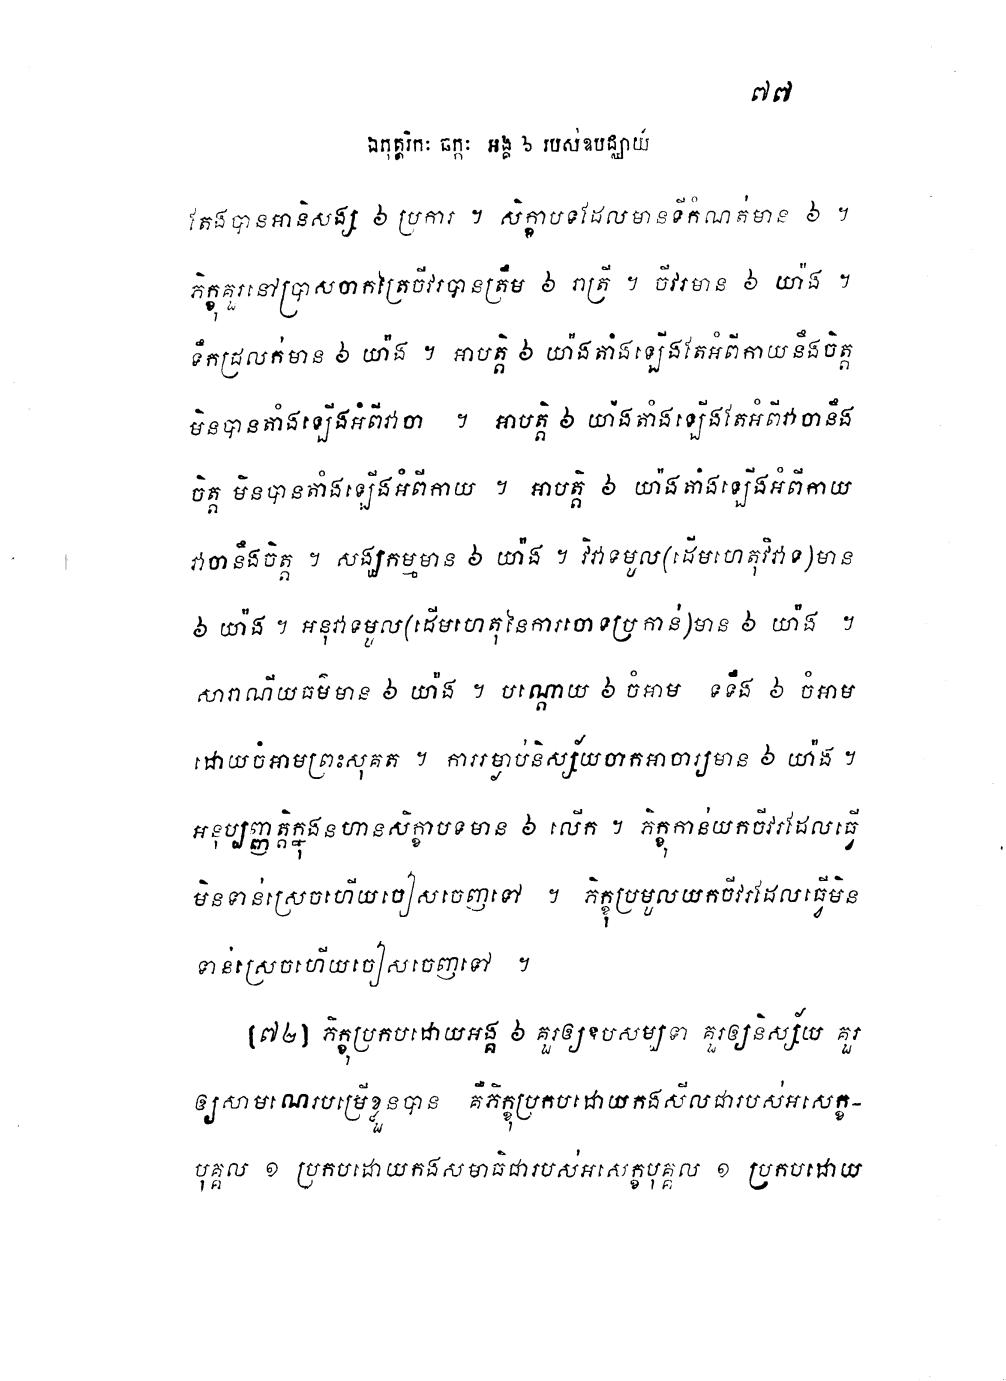 ៧៧
ឯកុត្តរិកៈ ឆក្កៈ អង្គ ៦ របស់ឧបជ្ឈាយ៍
តែងបានអានិសង្ស ៦ ប្រការ ។ សិក្ខាបទដែលមានទីកំណត់មាន ៦ ។
ភិក្ខុគួរនៅប្រាសចាកត្រៃចីវរបានត្រឹម ៦ រាត្រី ។ ចីវរមាន ៦ យ៉ាង ។
ទឹកជ្រលក់មាន ៦ យ៉ាង ។ អាបត្តិ ៦ យ៉ាងតាំងឡើងតែអំពីកាយនឹងចិត្ត
មិនបានតាំងឡើងអំពីវាចា ។ អាបត្តិ ៦ យ៉ាងតាំងឡើងតែអំពីវាចានឹង
ចិត្ត មិនបានតាំងឡើងអំពីកាយ ។ អាបត្តិ ៦ យ៉ាងតាំងឡើងអំពីកាយ
វាចានឹងចិត្ត ។ សង្ឃកម្មមាន ៦ យ៉ាង ។ វិវាទមូល(ដើមហេតុវិវាទ)មាន
៦ យ៉ាង ។ អនុវាទមូល(ដើមហេតុនៃការចោទប្រកាន់)មាន ៦ យ៉ាង ។
សារាណីយធម៌មាន ៦ យ៉ាង ។ បណ្តោយ ៦ ចំអាម ទទឹង ៦ ចំអាម
ដោយចំអាមព្រះសុគត ។ ការរម្ងាប់និស្ស័យចាកអាចារ្យមាន ៦ យ៉ាង ។
អនុប្បញ្ញត្តិក្នុងនហានសិក្ខាបទមាន ៦ លើក ។ ភិក្ខុកាន់យកចីវរដែលធ្វើ
មិនទាន់ស្រេចហើយចៀសចេញទៅ ។ ភិក្ខុប្រមូលយកចីវរដែលធ្វើមិន
ទាន់ស្រេចហើយចៀសចេញទៅ ។
[៧៤] ភិក្ខុប្រកបដោយអង្គ ៦ គួរឲ្យឧបសម្បទា គួរឲ្យនិស្ស័យ គួរ
ឲ្យសាមណេរបម្រើខ្លួនបាន គឺភិក្ខុប្រកបដោយកងសីលជារបស់អសេក្ខ-
បុគ្គល ១ ប្រកបដោយកងសមាធិជារបស់អសេក្ខបុគ្គល ១ ប្រកបដោយ